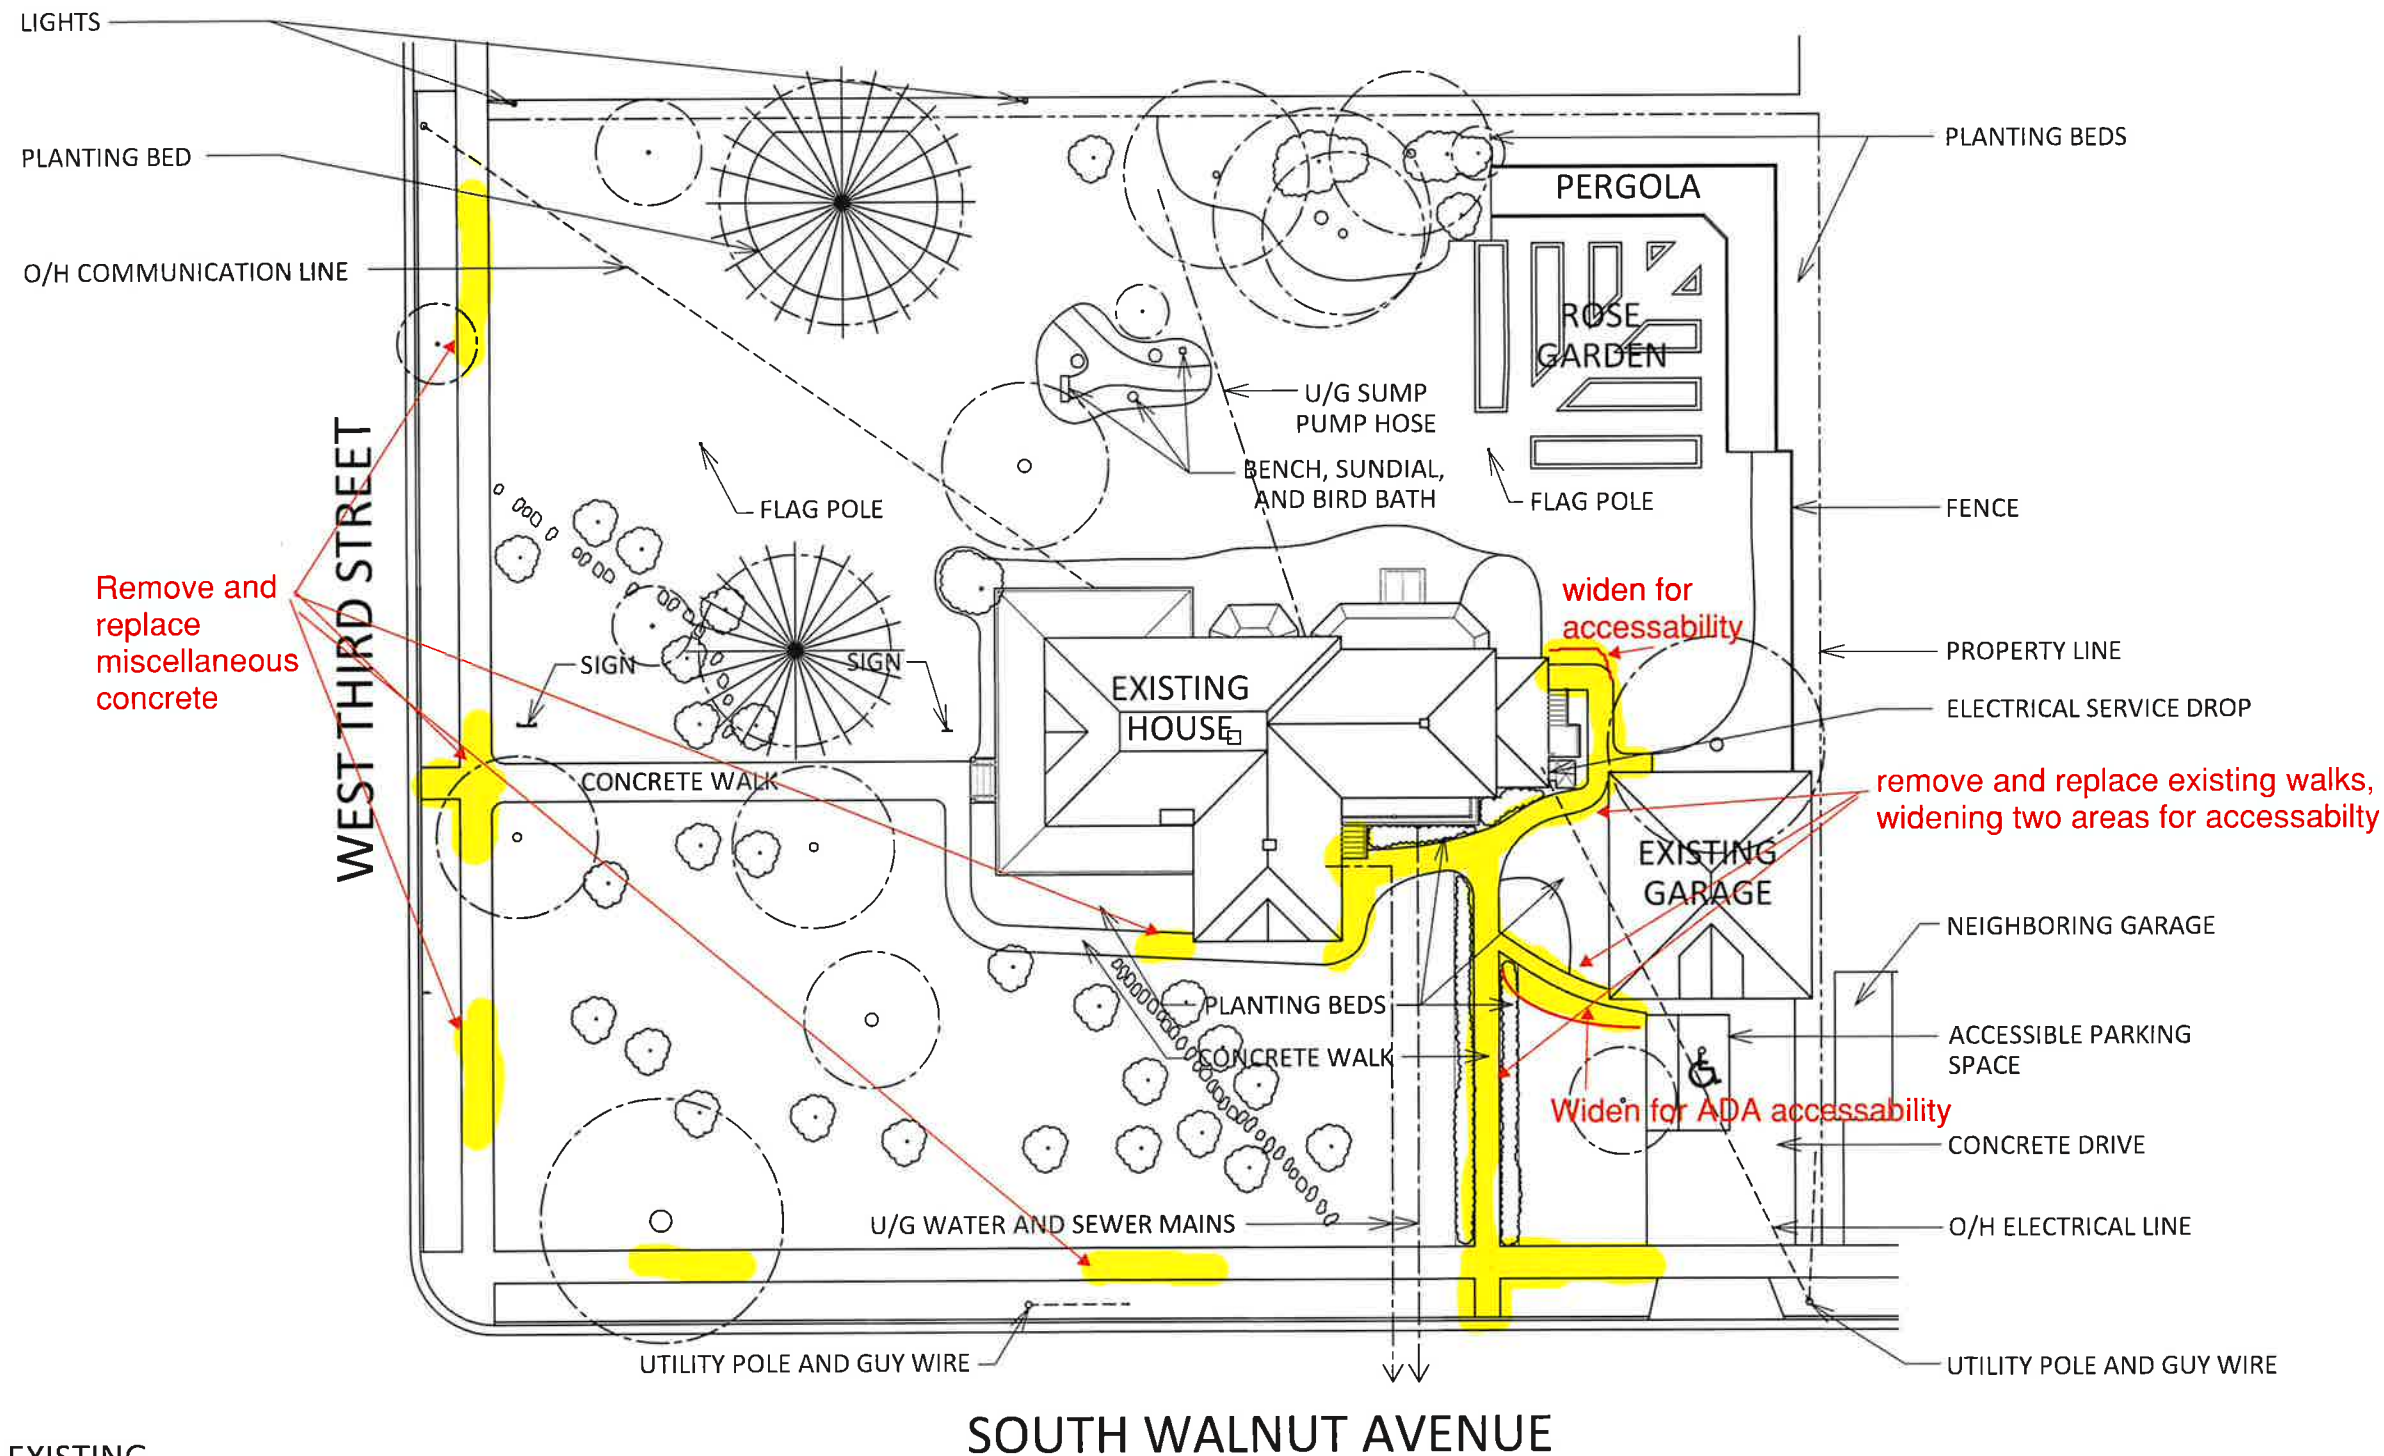 LIGHTS
PLANTING BED
O/H COMMUNICATION LINE
PLANTING BEDS
PERGOLA
ROSE
GARDEN
U/G SUMP
PUMP HOSE
BENCH, SUNDIAL,
AND BIRD BATH
FLAG POLE
FLAG POLE
FENCE
WEST THIRD STREET
Remove and
replace
miscellaneous
concrete
widen for
accessability
SIGN
SIGN
PROPERTY LINE
EXISTING
HOUSE
ELECTRICAL SERVICE DROP
CONCRETE WALK
remove and replace existing walks,
widening two areas for accessabilty
EXISTING
GARAGE
NEIGHBORING GARAGE
PLANTING BEDS
CONCRETE WALK
ACCESSIBLE PARKING
SPACE
Widen for ADA accessability
CONCRETE DRIVE
U/G WATER AND SEWER MAINS
O/H ELECTRICAL LINE
UTILITY POLE AND GUY WIRE
UTILITY POLE AND GUY WIRE
SOUTH WALNUT AVENUE
EXISTING